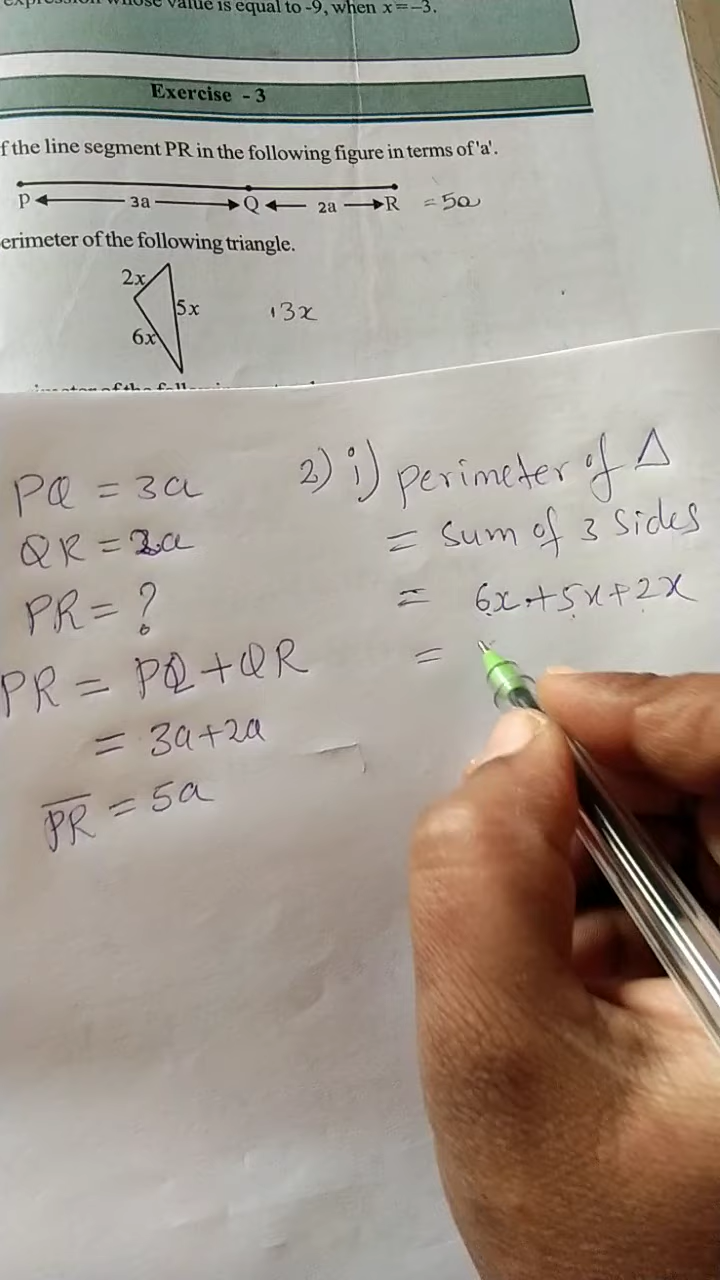 expression whose value is equal to -9, when x = -3.
Exercise - 3
f the line segment PR in the following figure in terms of 'a'.
P 3a Q 2a R = 5a
erimeter of the following triangle.
2x
5x 13x
6x
PQ = 3a
QR = 2a
PR = ?
PR = PQ + QR
= 3a+2a
PR = 5a
2) i) perimeter of Δ
= sum of 3 sides
= 6x+5x+2x
=